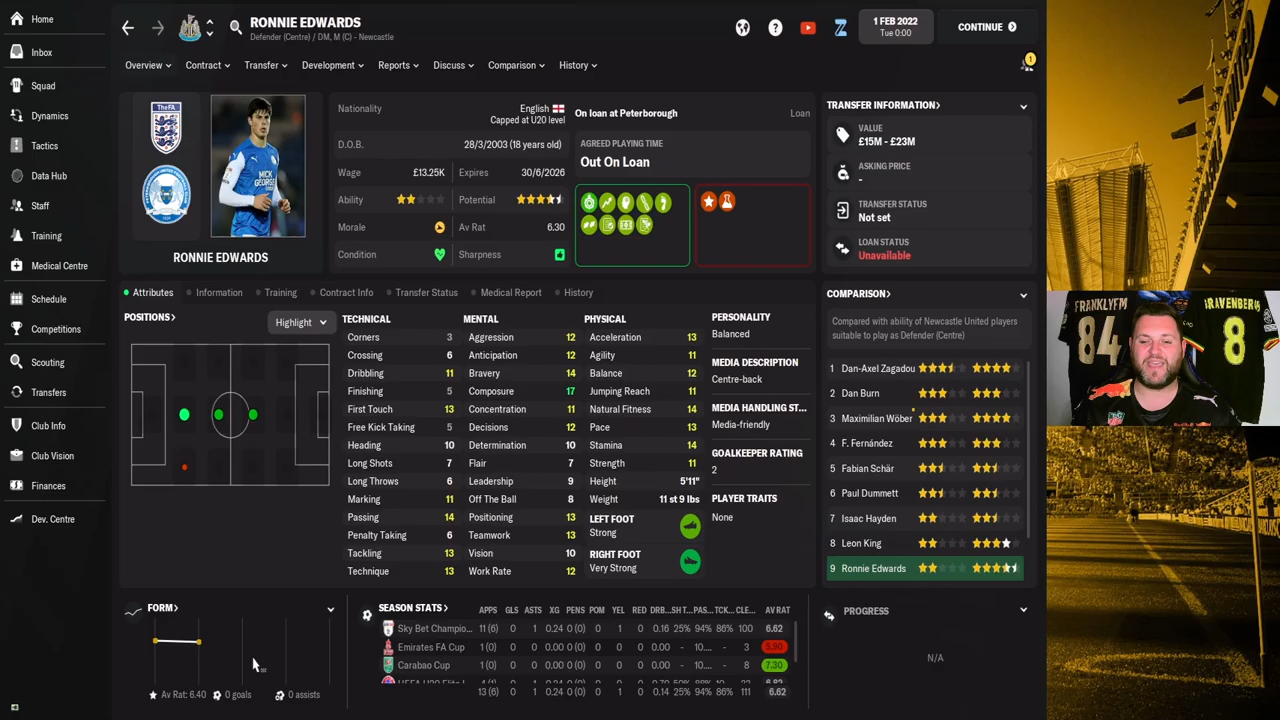 Home
Inbox
Squad
Dynamics
Tactics
Data Hub
Staff
Training
Medical Centre
Schedule
Competitions
Scouting
Transfers
Club Info
Club Vision
Finances
Dev. Centre
RONNIE EDWARDS
Defender (Centre) / DM, M (C) - Newcastle
1 FEB 2022
Tue 0:00
CONTINUE
Overview Contract Transfer Development Reports Discuss Comparison History
1
THE FA
MICK GEORGE
RONNIE EDWARDS
Nationality English
Capped at U20 level
D.O.B. 28/3/2003 (18 years old)
Wage £13.25K Expires 30/6/2026
Ability Potential
Morale Av Rat 6.30
Condition Sharpness
On loan at Peterborough Loan
AGREED PLAYING TIME
Out On Loan
TRANSFER INFORMATION>
VALUE
£15M - £23M
ASKING PRICE
-
TRANSFER STATUS
Not set
LOAN STATUS
Unavailable
Attributes Information Training Contract Info Transfer Status Medical Report History
POSITIONS>
Highlight
TECHNICAL
Corners 3
Crossing 6
Dribbling 11
Finishing 5
First Touch 13
Free Kick Taking 5
Heading 10
Long Shots 7
Long Throws 6
Marking 11
Passing 14
Penalty Taking 6
Tackling 13
Technique 13
MENTAL
Aggression 12
Anticipation 12
Bravery 14
Composure 17
Concentration 11
Decisions 12
Determination 10
Flair 7
Leadership 9
Off The Ball 8
Positioning 13
Teamwork 13
Vision 10
Work Rate 12
PHYSICAL
Acceleration 13
Agility 11
Balance 12
Jumping Reach 11
Natural Fitness 14
Pace 13
Stamina 14
Strength 11
Height 5'11"
Weight 11 st 9 lbs
LEFT FOOT
Strong
RIGHT FOOT
Very Strong
PERSONALITY
Balanced
MEDIA DESCRIPTION
Centre-back
MEDIA HANDLING ST...
Media-friendly
GOALKEEPER RATING
2
PLAYER TRAITS
None
COMPARISON>
Compared with ability of Newcastle United players
suitable to play as Defender (Centre)
1 Dan-Axel Zagadou
2 Dan Burn
3 Maximilian Wöber
4 F. Fernández
5 Fabian Schär
6 Paul Dummett
7 Isaac Hayden
8 Leon King
9 Ronnie Edwards
FORM>
Av Rat: 6.40 0 goals 0 assists
SEASON STATS> APPS GLS ASTS XG PENS POM YEL RED DRB... SH T... PAS... TCK... CLE... AV RAT
Sky Bet Champio... 11 (6) 0 1 0.24 0 (0) 0 1 0 0.16 25% 94% 86% 100 6.62
Emirates FA Cup 1 (0) 0 0 0.00 0 (0) 0 0 0 0.00 - 10... - 3 5.90
Carabao Cup 1 (0) 0 0 0.00 0 (0) 0 0 0 0.00 - 10... - 8 7.30
13 (6) 0 1 0.24 0 (0) 0 1 0 0.14 25% 94% 86% 111 6.62
PROGRESS
N/A
FRANKLYFM
84
GRAVENBERCH
8